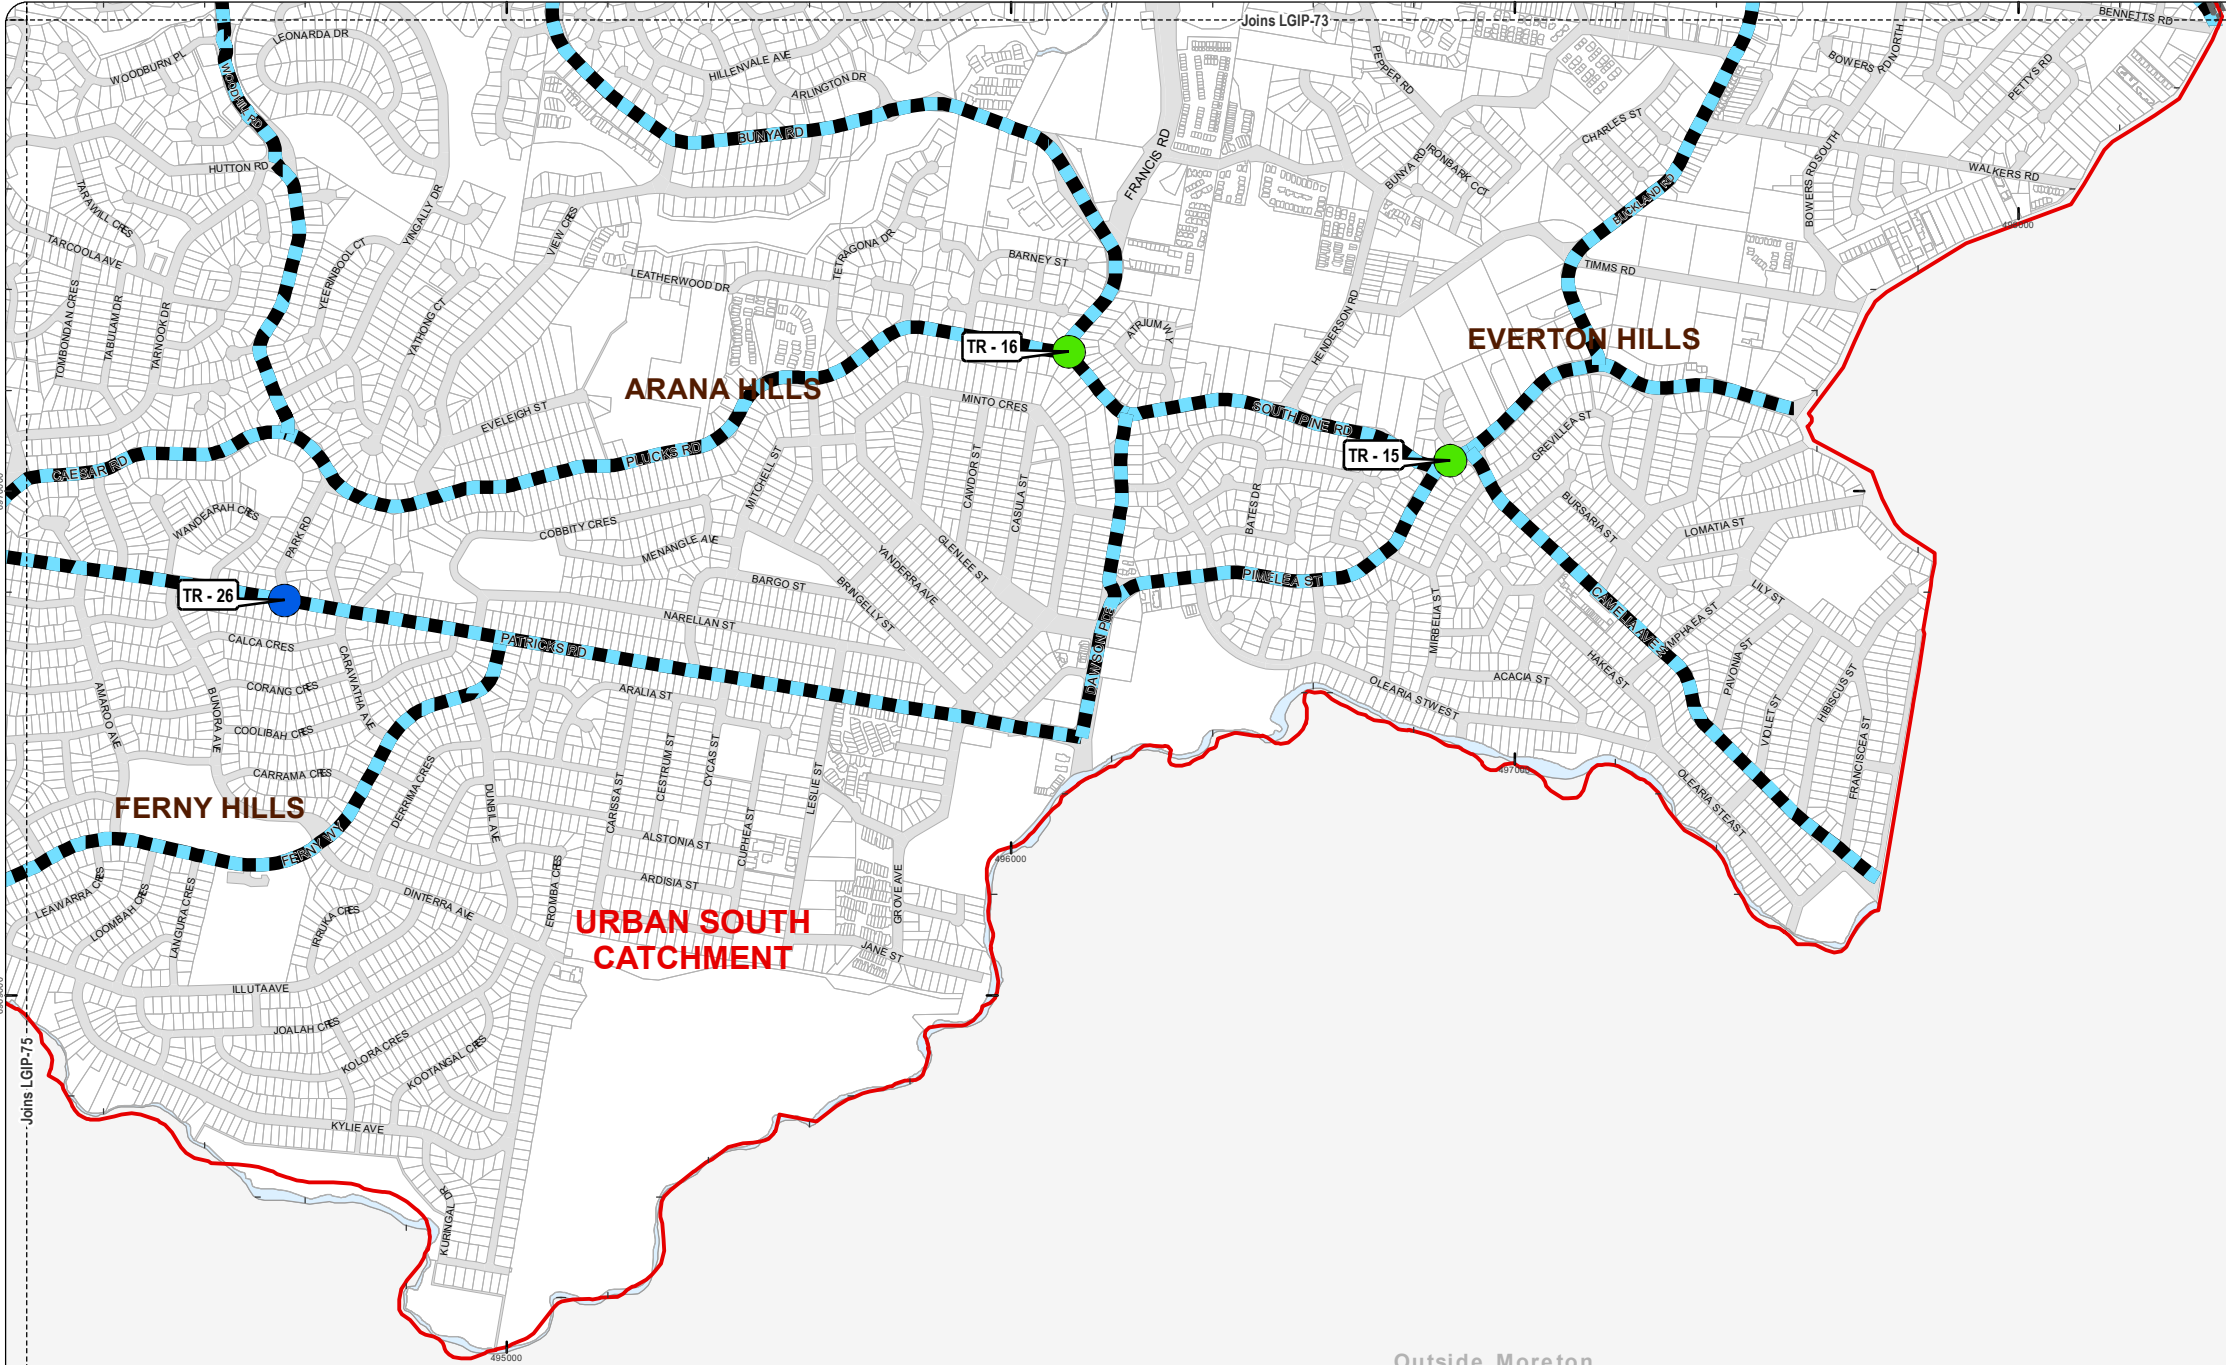 Joins LGIP-73
BENNETTS RD
LEONARDA DR
WOODBURN PL
WOODHILL RD
HILLENVALE AVE
ARLINGTON DR
BUNYA RD
PEPPER RD
FRANCIS RD
BOWERS RD NORTH
PETTYS RD
CHARLES ST
IRONBARK CCT
BUNYA RD
BOWERS RD SOUTH
WALKERS RD
HUTTON RD
TARAWILL CRES
YINGALLY DR
VIEW CRES
BUCKLAND RD
TARCOOLA AVE
YEERINBOOL CT
TETRAGONA DR
BARNEY ST
TIMMS RD
LEATHERWOOD DR
TOMBONDAN CRES
TABULAM DR
TARNOOK DR
YATHONG CT
HENDERSON RD
ATRIUM WY
TR - 16
EVERTON HILLS
ARANA HILLS
MINTO CRES
SOUTH PINE RD
EVELEIGH ST
GREVILLEA ST
PLUCKS RD
TR - 15
CAESAR RD
MITCHELL ST
CAWDOR ST
CASULA ST
BATES DR
BURSARIA ST
LOMATIA ST
WANDEARAH CRES
PARK RD
COBBITY CRES
MENANGLE AVE
YANDERRA AVE
GLENLEE ST
BARGO ST
BRINGELLY ST
PIMELEA ST
LILY ST
TR - 26
CAMELIA AVE
NARELLAN ST
MIRBELIA ST
CALCA CRES
CARAWATHA AVE
PATRICKS RD
DAWSON PDE
HAKEA ST
PAVONIA ST
ACACIA ST
OLEARIA ST WEST
HIBISCUS ST
VIOLET ST
FRANCISCEA ST
AMAROO AVE
BUNORA AVE
CORANG CRES
COOLIBAH CRES
CARRAMA CRES
ARALIA ST
CESTRUM ST
CYCAS ST
CARISSA ST
LESLIE ST
497000
OLEARIA ST EAST
FERNY HILLS
DERRIMA CRES
DUNBIL AVE
FERNY WY
ALSTONIA ST
CUPHEA ST
496000
ARDISIA ST
GROVE AVE
LEAWARRA CRES
LOOMBAH CRES
LANGURA CRES
IRRUKA CRES
DINTERRA AVE
EROMBA CRES
URBAN SOUTH
CATCHMENT
JANE ST
ILLUTA AVE
JOALAH CRES
KOLORA CRES
KOOTANGAL CRES
Joins LGIP-75
KYLIE AVE
KURINGAL DR
495000
Outside Moreton